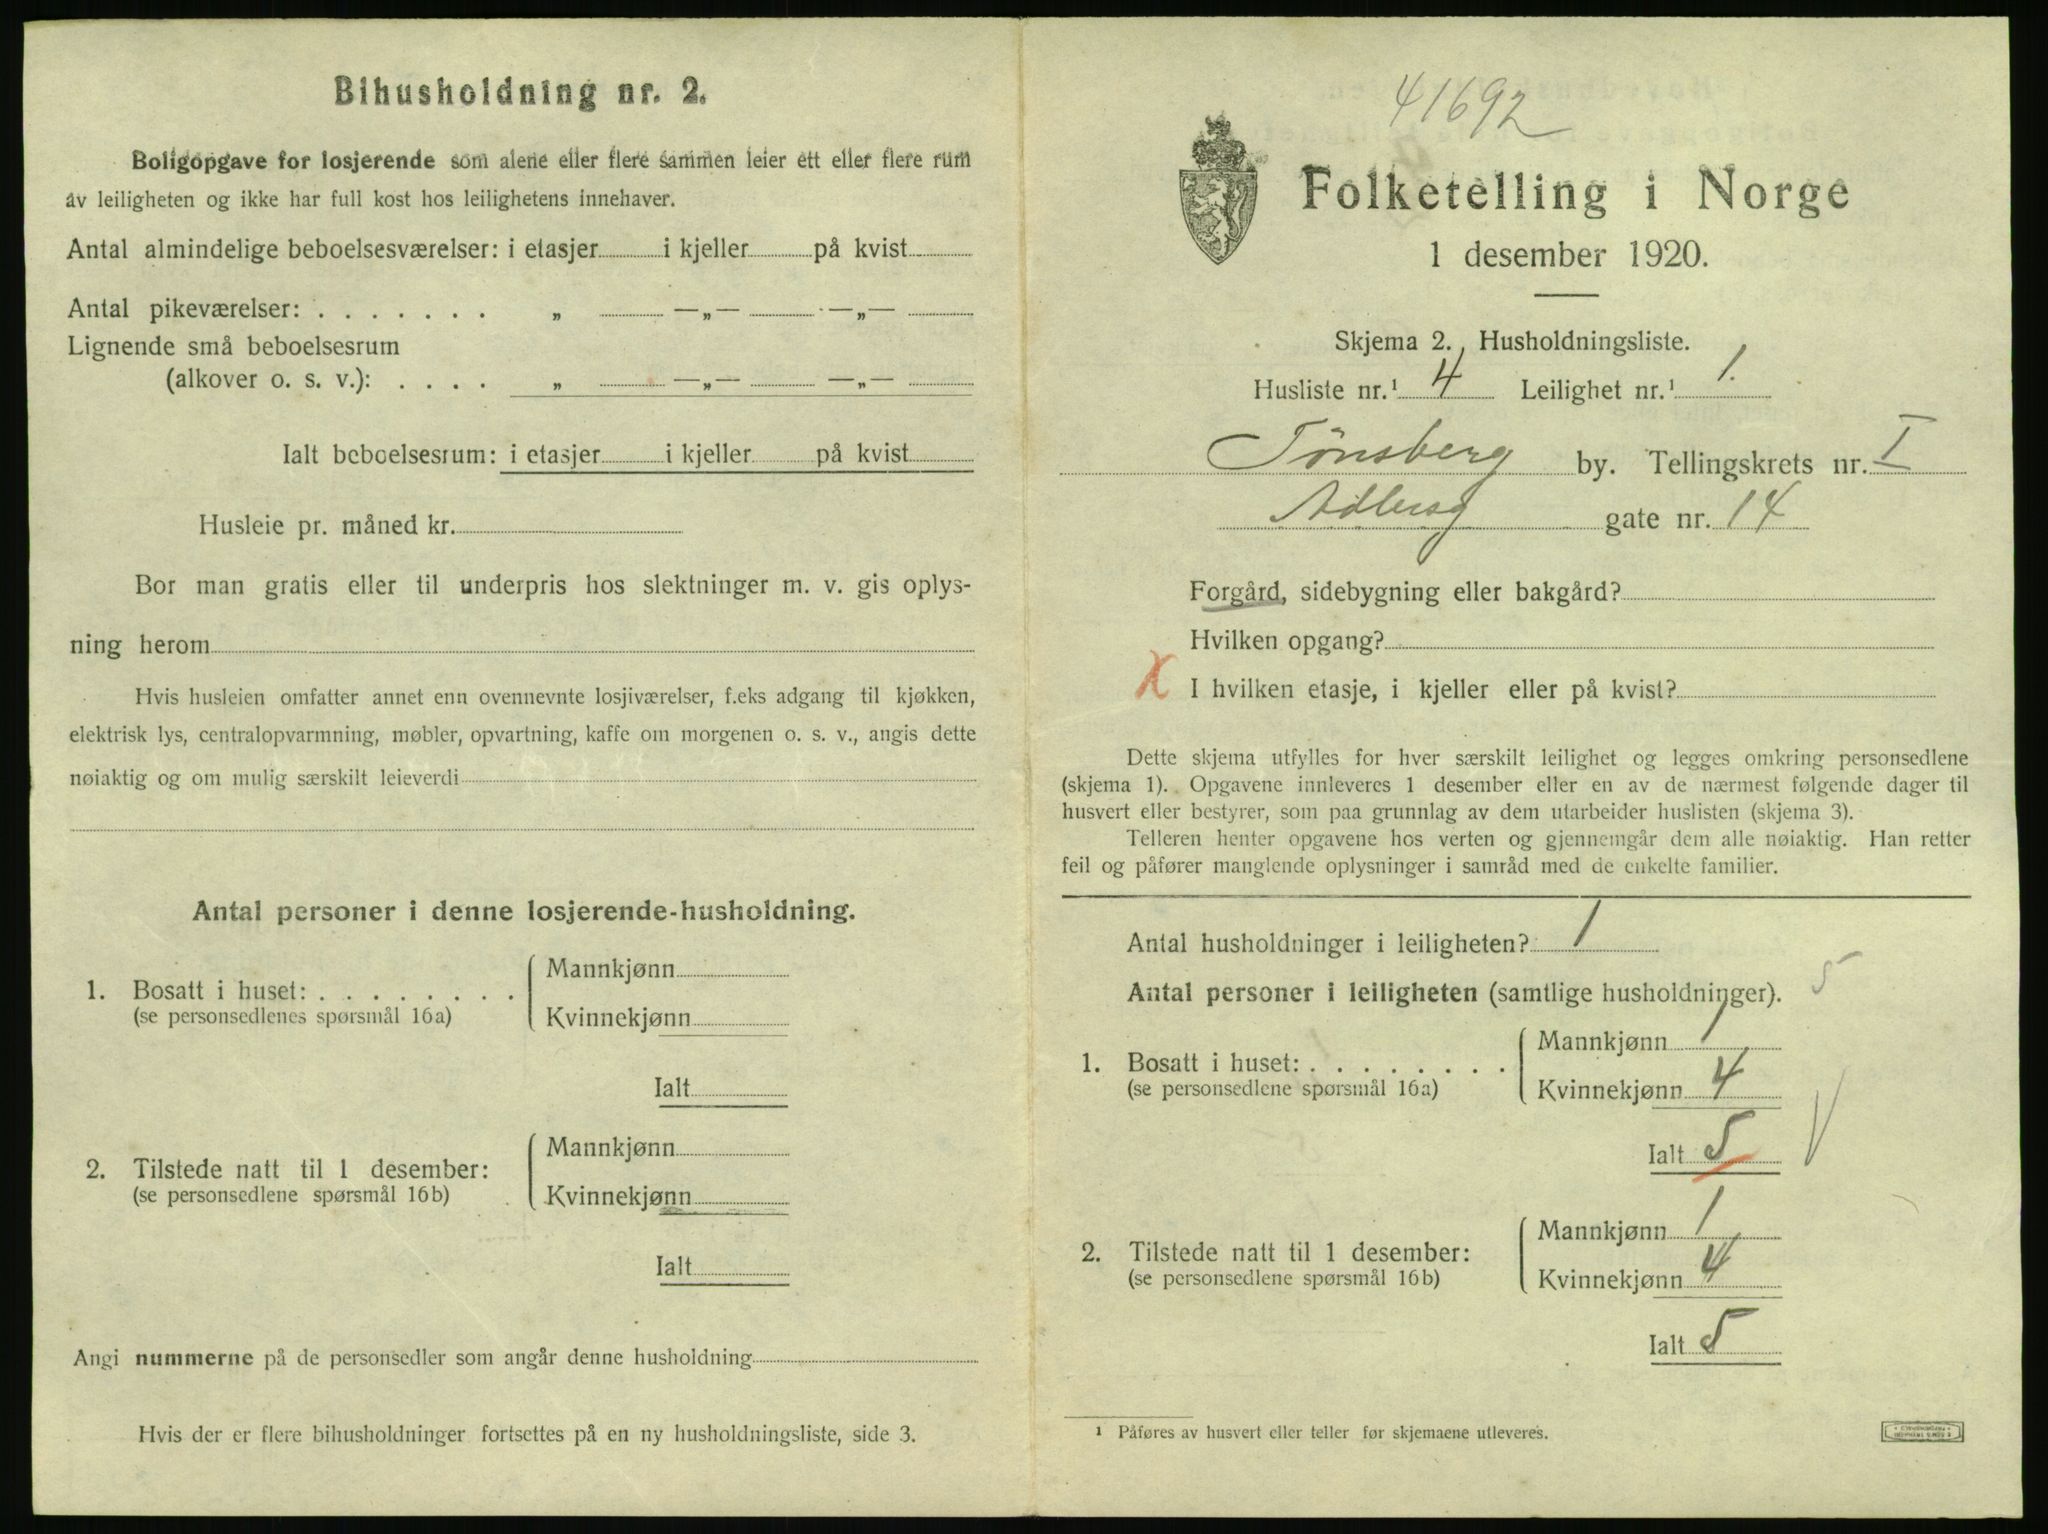 Bihusholdning nr. 2.
Boligopgave for losjerende som alene eller flere sammen leier ett eller flere rum
av leiligheten og ikke har full kost hos leilighetens innehaver.
Antal almindelige beboelsesværelser: i etasjer i kjeller på kvist
Antal pikeværelser: . . . . . . . „ —„— —„—
Lignende små beboelsesrum
(alkover o. s. v.): . . . . „ —„— —„—
Ialt beboelsesrum: i etasjer i kjeller på kvist
Husleie pr. måned kr.
Bor man gratis eller til underpris hos slektninger m. v. gis oplys-
ning herom
Hvis husleien omfatter annet enn ovennevnte losjiværelser, f.eks adgang til kjøkken,
elektrisk lys, centralopvarmning, møbler, opvartning, kaffe om morgenen o. s. v., angis dette
nøiaktig og om mulig særskilt leieverdi
Antal personer i denne losjerende-husholdning.
1. Bosatt i huset: . . . . . . . . Mannkjønn
(se personsedlenes spørsmål 16a) Kvinnekjønn
Ialt
2. Tilstede natt til 1 desember: Mannkjønn
(se personsedlene spørsmål 16b) Kvinnekjønn
Ialt
Angi nummerne på de personsedler som angår denne husholdning
Hvis der er flere bihusholdninger fortsettes på en ny husholdningsliste, side 3.
41692
Folketelling i Norge
1 desember 1920.
Skjema 2. Husholdningsliste.
Husliste nr.¹ 4 Leilighet nr.¹ 1.
Tønsberg by. Tellingskrets nr. I
gate nr. 14
Forgård, sidebygning eller bakgård?
Hvilken opgang?
X I hvilken etasje, i kjeller eller på kvist?
Dette skjema utfylles for hver særskilt leilighet og legges omkring personsedlene
(skjema 1). Opgavene innleveres 1 desember eller en av de nærmest følgende dager til
husvert eller bestyrer, som paa grunnlag av dem utarbeider huslisten (skjema 3).
Telleren henter opgavene hos verten og gjennemgår dem alle nøiaktig. Han retter
feil og påfører manglende oplysninger i samråd med de enkelte familier.
Antal husholdninger i leiligheten? 1
Antal personer i leiligheten (samtlige husholdninger). 5
1. Bosatt i huset: . . . . . . . . Mannkjønn 1
(se personsedlene spørsmål 16a) Kvinnekjønn 4
Ialt 5
2. Tilstede natt til 1 desember: Mannkjønn 1
(se personsedlene spørsmål 16b) Kvinnekjønn 4
Ialt 5
¹ Påføres av husvert eller teller før skjemaene utleveres.